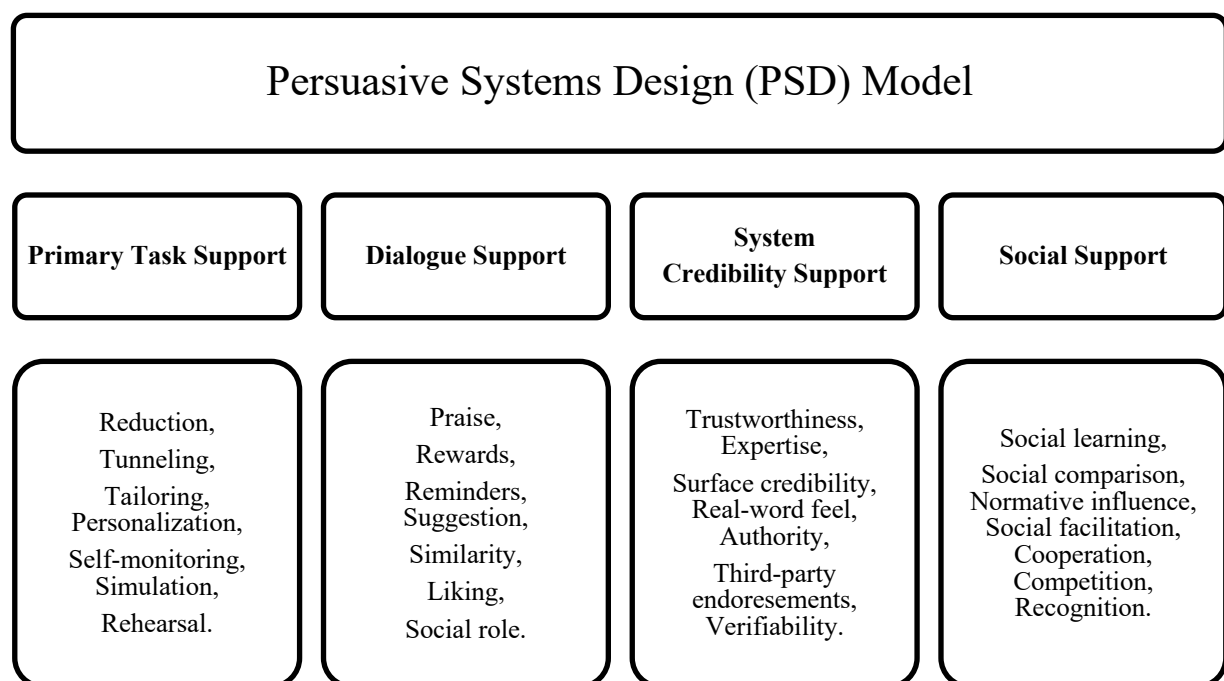 Persuasive Systems Design (PSD) Model
Primary Task Support
Dialogue Support
System
Credibility Support
Social Support
Reduction,
Tunneling,
Tailoring,
Personalization,
Self-monitoring,
Simulation,
Rehearsal.
Praise,
Rewards,
Reminders,
Suggestion,
Similarity,
Liking,
Social role.
Trustworthiness,
Expertise,
Surface credibility,
Real-word feel,
Authority,
Third-party
endoresements,
Verifiability.
Social learning,
Social comparison,
Normative influence,
Social facilitation,
Cooperation,
Competition,
Recognition.